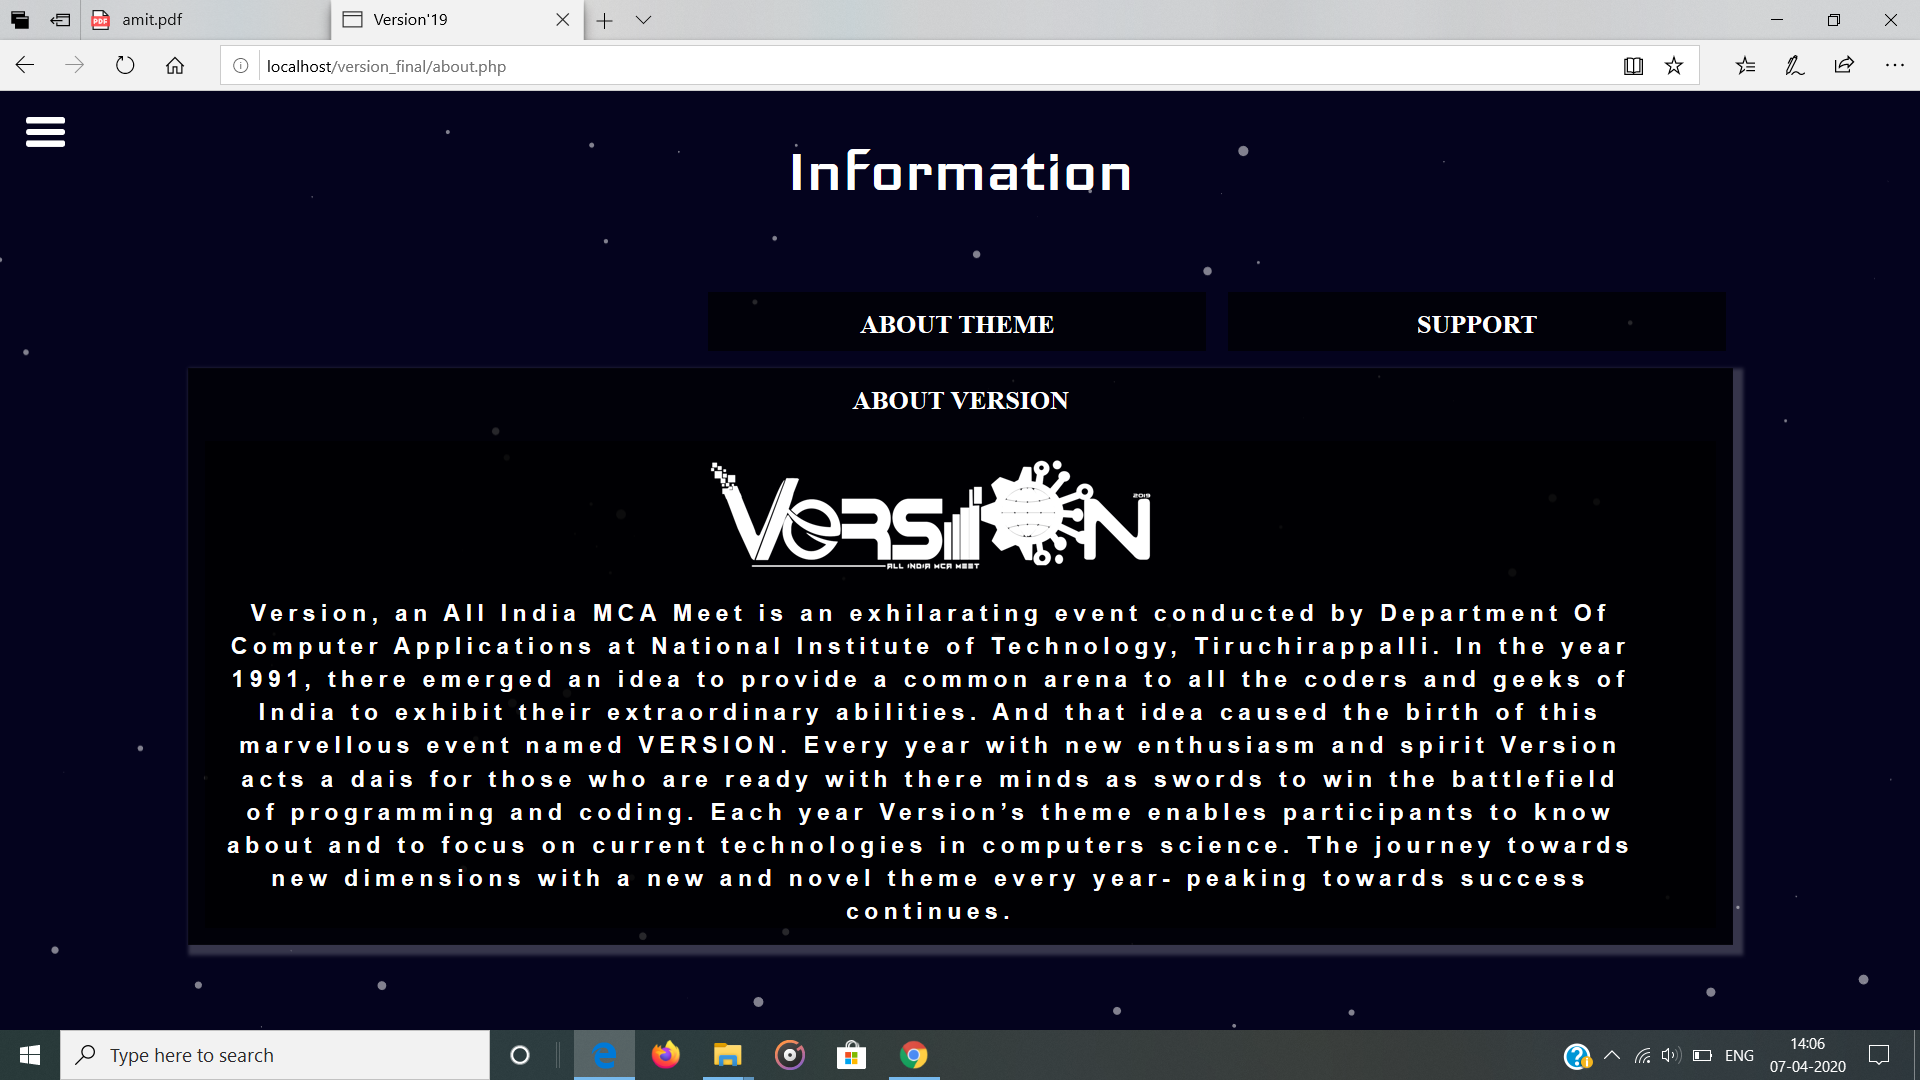 amit.pdf
Version'19
localhost/version_final/about.php
Information
ABOUT THEME
SUPPORT
ABOUT VERSION
2019
VERSION
ALL INDIA MCA MEET
Version, an All India MCA Meet is an exhilarating event conducted by Department Of
Computer Applications at National Institute of Technology, Tiruchirappalli. In the year
1991, there emerged an idea to provide a common arena to all the coders and geeks of
India to exhibit their extraordinary abilities. And that idea caused the birth of this
marvellous event named VERSION. Every year with new enthusiasm and spirit Version
acts a dais for those who are ready with there minds as swords to win the battlefield
of programming and coding. Each year Version’s theme enables participants to know
about and to focus on current technologies in computers science. The journey towards
new dimensions with a new and novel theme every year- peaking towards success
continues.
Type here to search
ENG
14:06
07-04-2020